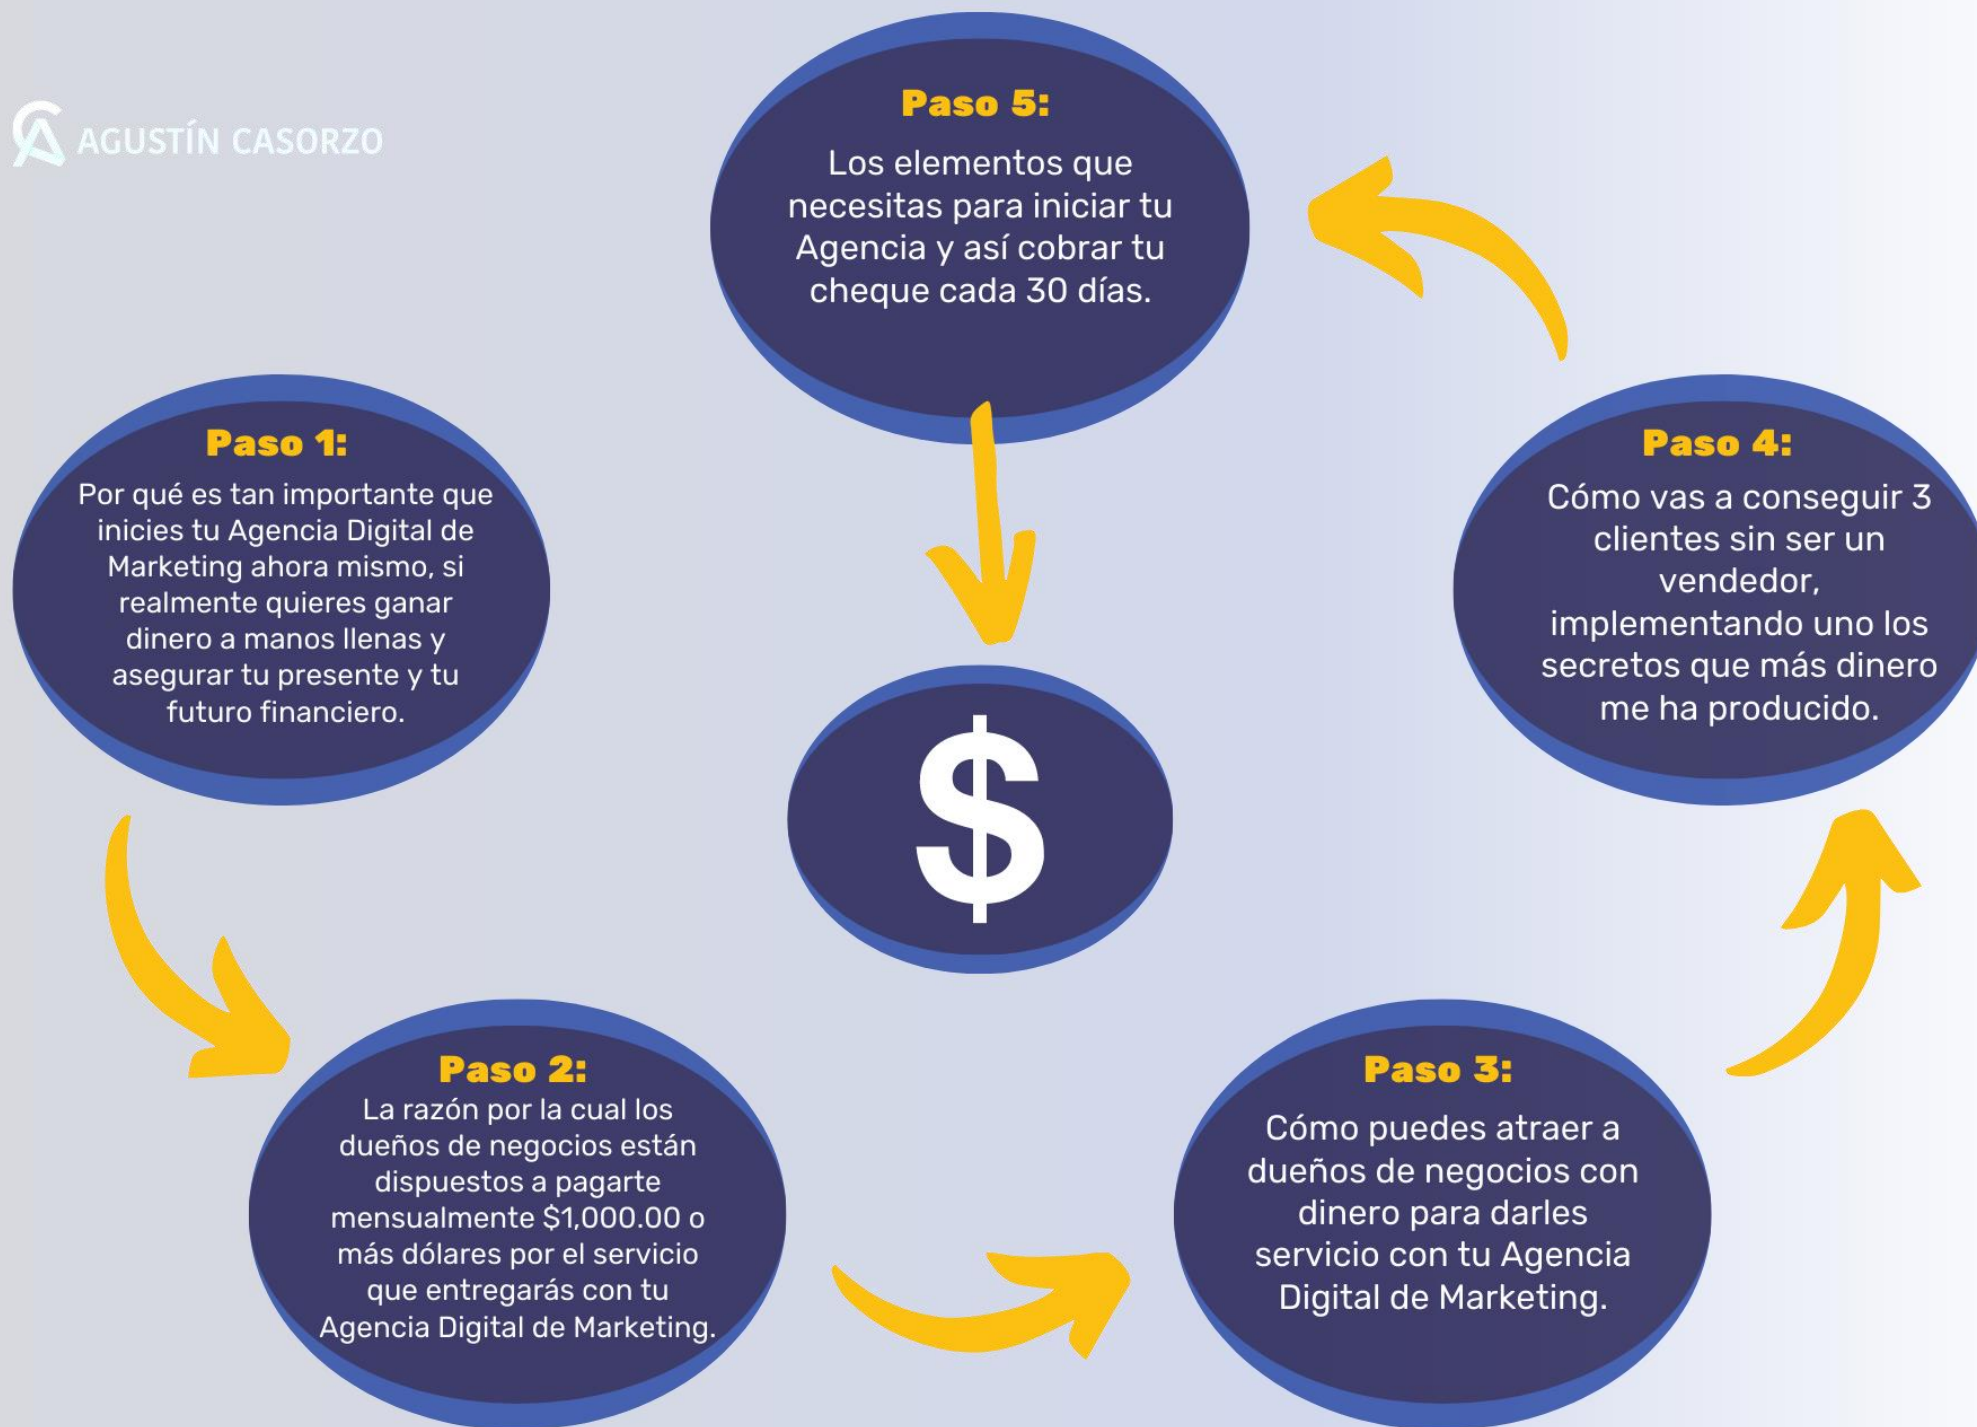 AGUSTÍN CASORZO
Paso 1:
Por qué es tan importante que
inicies tu Agencia Digital de
Marketing ahora mismo, si
realmente quieres ganar
dinero a manos llenas y
asegurar tu presente y tu
futuro financiero.
Paso 2:
La razón por la cual los
dueños de negocios están
dispuestos a pagarte
mensualmente $1,000.00 o
más dólares por el servicio
que entregarás con tu
Agencia Digital de Marketing.
Paso 3:
Cómo puedes atraer a
dueños de negocios con
dinero para darles
servicio con tu Agencia
Digital de Marketing.
Paso 4:
Cómo vas a conseguir 3
clientes sin ser un
vendedor,
implementando uno los
secretos que más dinero
me ha producido.
Paso 5:
Los elementos que
necesitas para iniciar tu
Agencia y así cobrar tu
cheque cada 30 días.
$